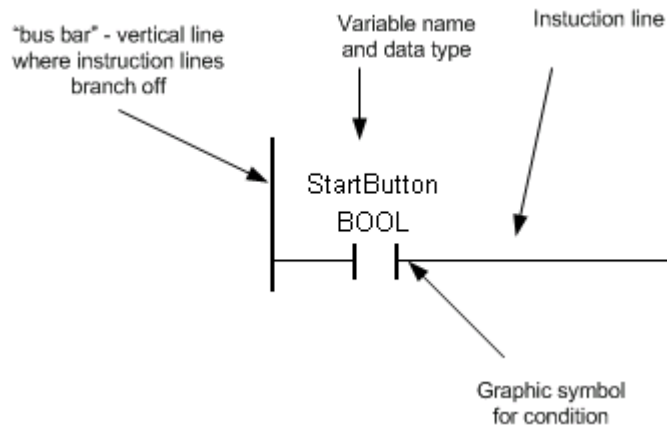 "bus bar" - vertical line
where instruction lines
branch off
Variable name
and data type
Instuction line
StartButton
BOOL
Graphic symbol
for condition